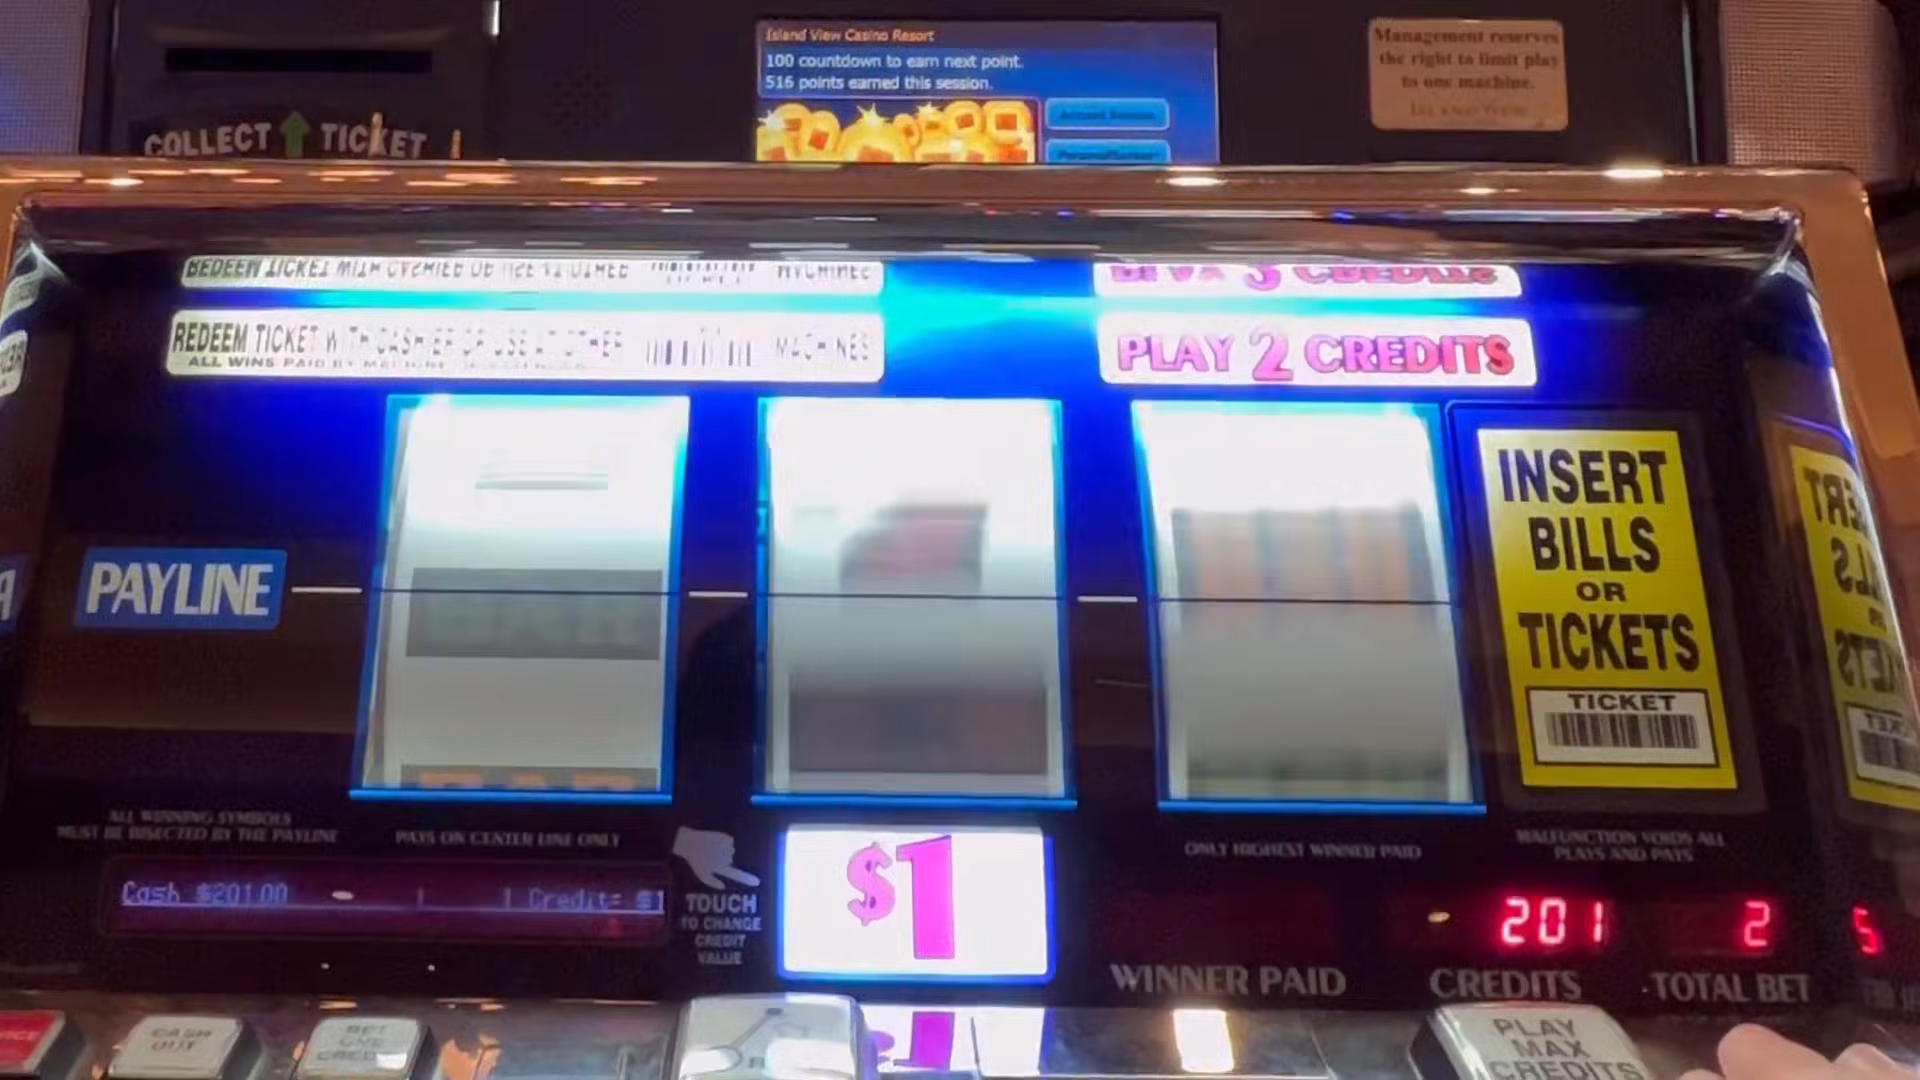 Island View Casino Resort
100 countdown to earn next point.
516 points earned this session.
Management reserves
the right to limit play
to one machine.
COLLECT TICKET
REDEEM TICKET WITH CASHIER OR USE AT OTHER MACHINES
ALL WINS PAID BY MACHINE
PLAY 2 CREDITS
PAYLINE
INSERT
BILLS
OR
TICKETS
TICKET
ALL WINNING SYMBOLS
MUST BE BISECTED BY THE PAYLINE
PAYS ON CENTER LINE ONLY
ONLY HIGHEST WINNER PAID
MALFUNCTION VOIDS ALL
PLAYS AND PAYS
Cash $201.00 Credit= $1
TOUCH
TO CHANGE
CREDIT
VALUE
$1
201
2
WINNER PAID
CREDITS
TOTAL BET
CASH
OUT
BET
ONE
CREDIT
PLAY
MAX
CREDITS